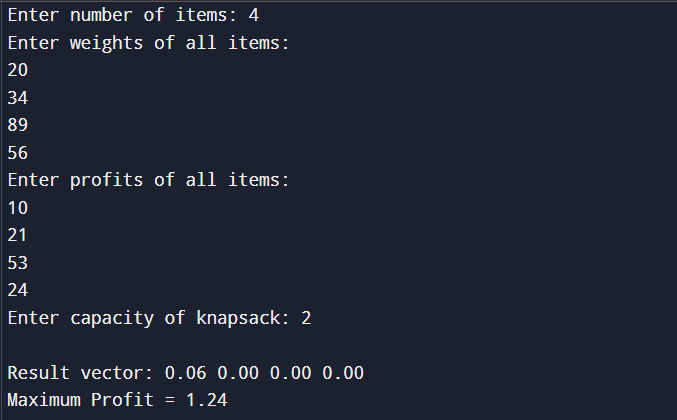 Enter number of items: 4
Enter weights of all items:
20
34
89
56
Enter profits of all items:
10
21
53
24
Enter capacity of knapsack: 2
Result vector: 0.06 0.00 0.00 0.00
Maximum Profit = 1.24